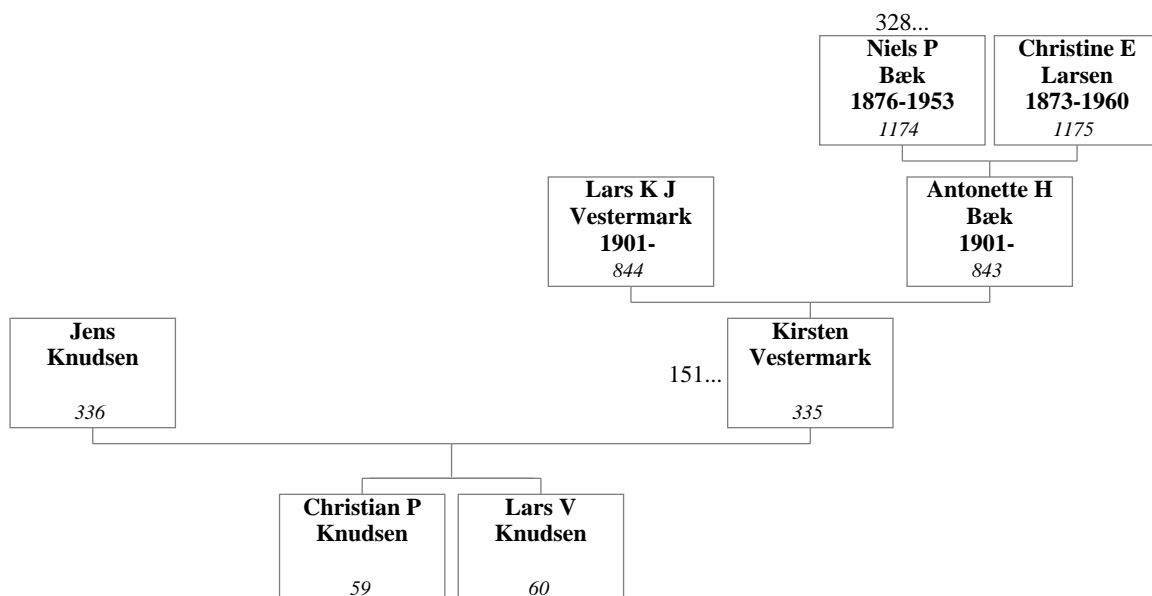 328...
Niels P
Bæk
1876-1953
1174
Christine E
Larsen
1873-1960
1175
Lars K J
Vestermark
1901-
844
Antonette H
Bæk
1901-
843
Jens
Knudsen
336
151...
Kirsten
Vestermark
335
Christian P
Knudsen
59
Lars V
Knudsen
60